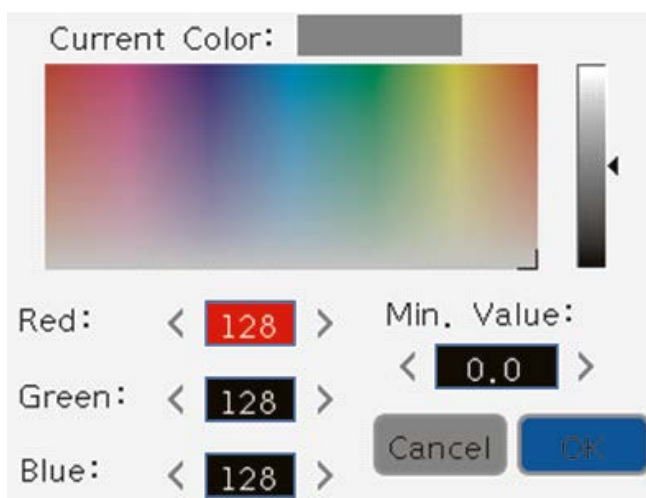 Current Color:
Red: < 128 >
Min. Value:
< 0.0 >
Green: < 128 >
Cancel OK
Blue: < 128 >